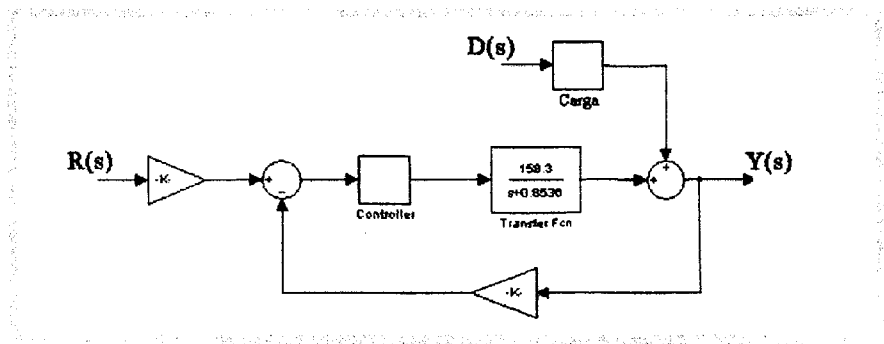 D(s)
Carga
R(s)
-K-
+
-
Controller
159.3
s+0.8536
Transfer Fcn
+
+
Y(s)
-K-